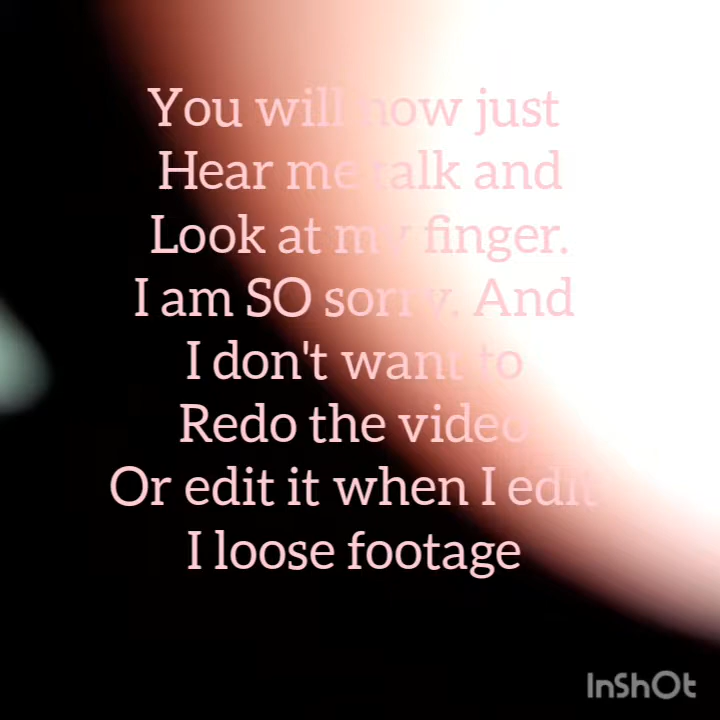 You will now just
Hear me talk and
Look at my finger.
I am SO sorry. And
I don't want to
Redo the video
Or edit it when I edit
I loose footage
InShOt